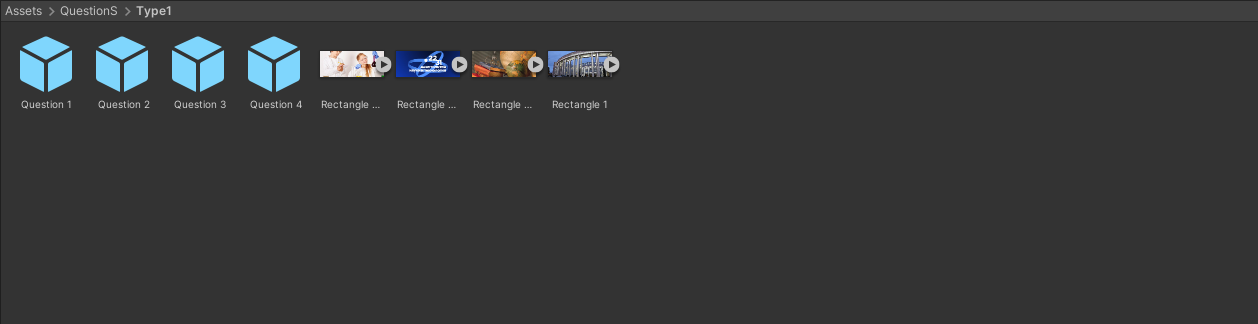 Assets > QuestionS > Type1
Question 1
Question 2
Question 3
Question 4
Rectangle ...
Rectangle ...
Rectangle ...
Rectangle 1